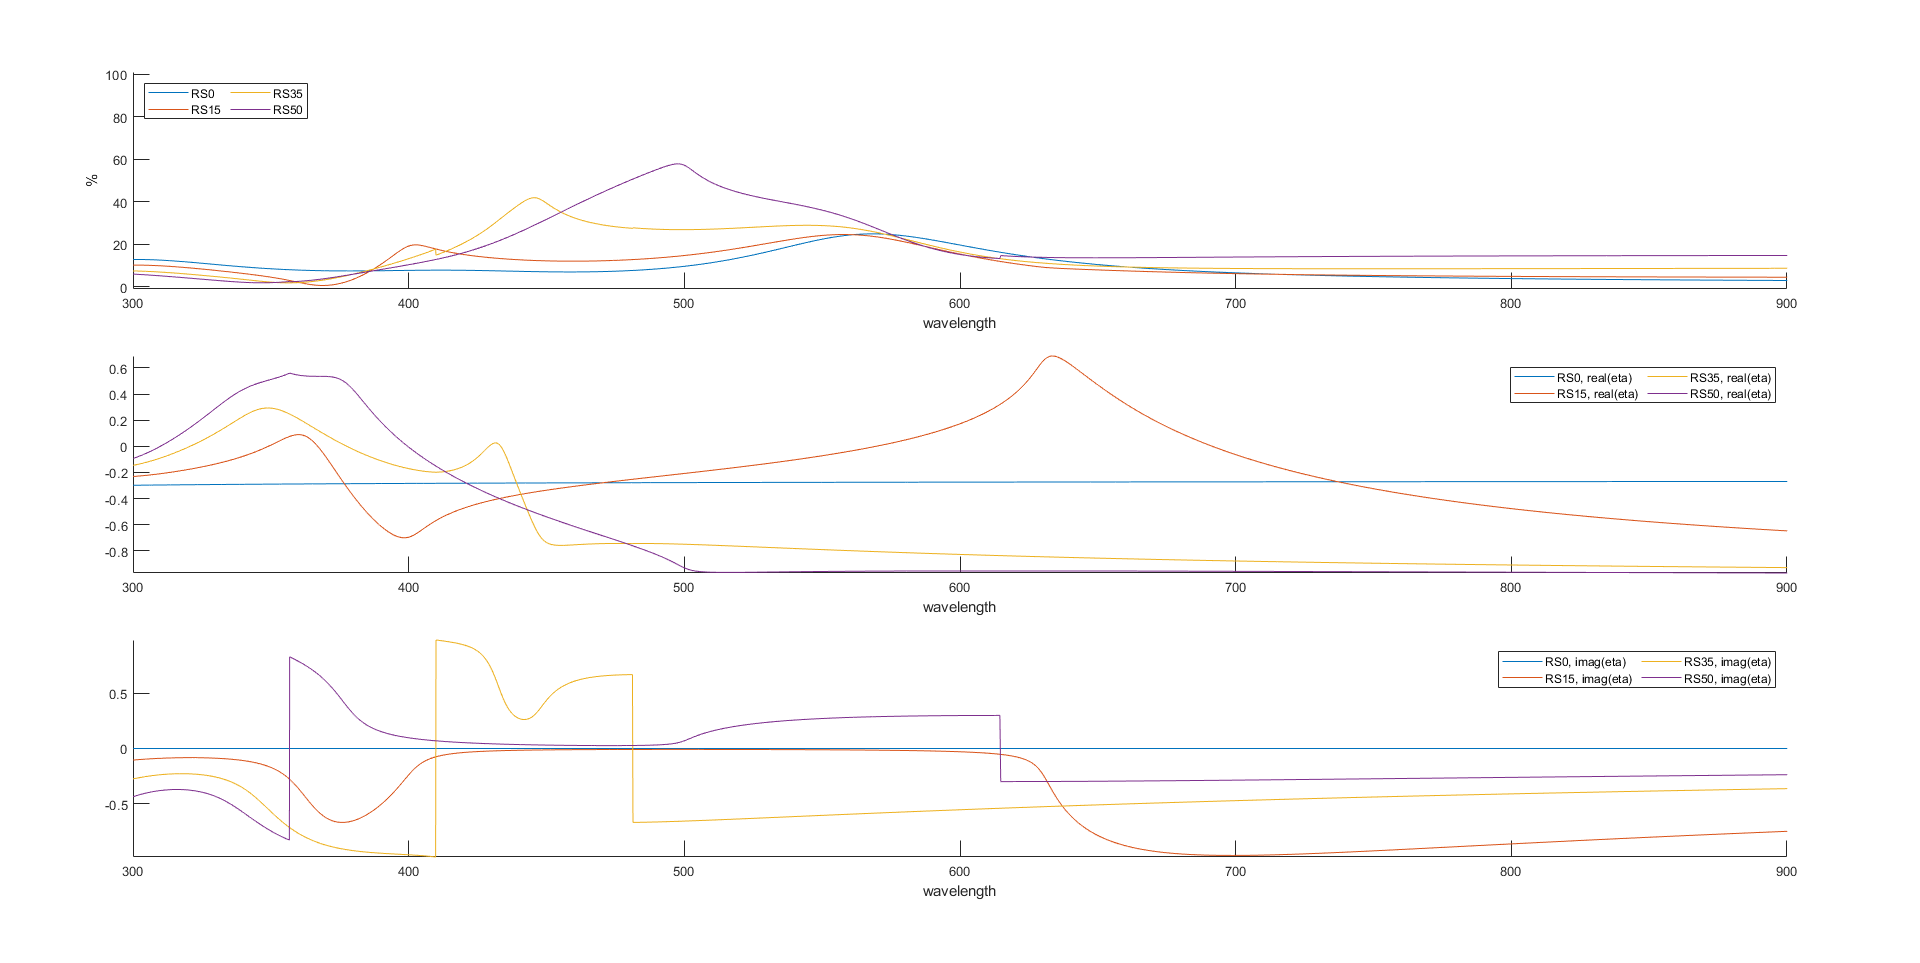 100
80
60
40
20
0
%
RS0 RS35
RS15 RS50
300 400 500 600 700 800 900
wavelength
0.6
0.4
0.2
0
-0.2
-0.4
-0.6
-0.8
RS0, real(eta) RS35, real(eta)
RS15, real(eta) RS50, real(eta)
300 400 500 600 700 800 900
wavelength
0.5
0
-0.5
RS0, imag(eta) RS35, imag(eta)
RS15, imag(eta) RS50, imag(eta)
300 400 500 600 700 800 900
wavelength